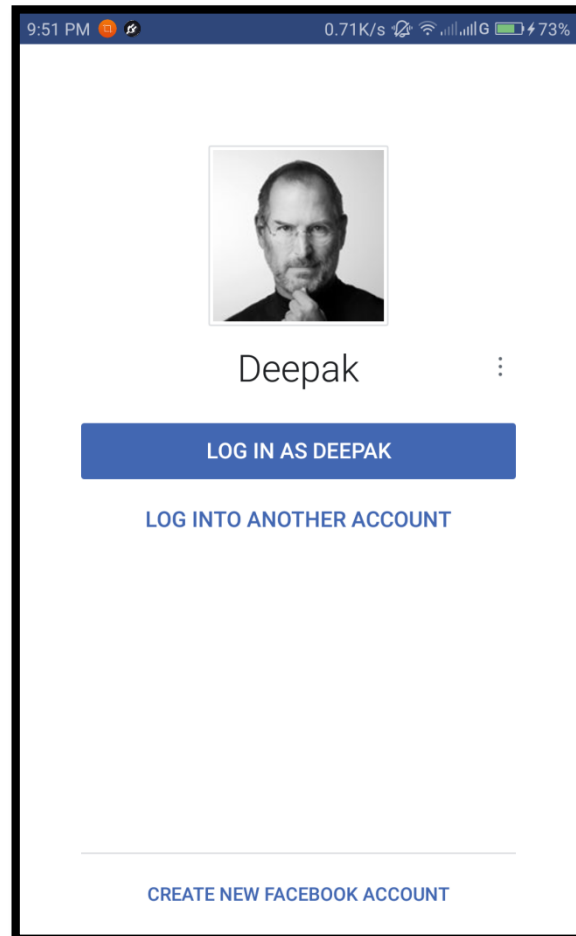 9:51 PM 0.71K/s G 73%
Deepak
LOG IN AS DEEPAK
LOG INTO ANOTHER ACCOUNT
CREATE NEW FACEBOOK ACCOUNT